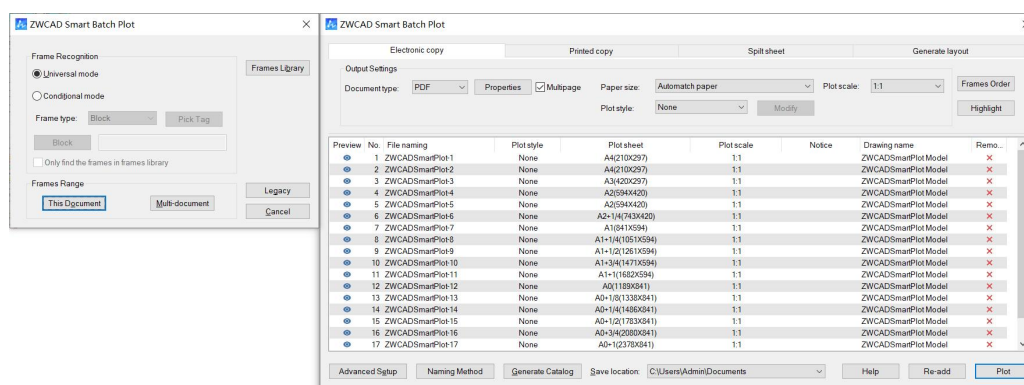 ZWCAD Smart Batch Plot
Frame Recognition
Universal mode
Frames Library
Conditional mode
Frame type: Block Pick Tag
Block
Only find the frames in frames library
Frames Range
This Document Multi-document
Legacy
Cancel
ZWCAD Smart Batch Plot
Electronic copy Printed copy Spilt sheet Generate layout
Output Settings
Document type: PDF Properties Multipage Paper size: Automatch paper Plot scale: 1:1 Frames Order
Plot style: None Modify Highlight
Preview No. File naming Plot style Plot sheet Plot scale Notice Drawing name Remo...
1 ZWCADSmartPlot-1 None A4(210X297) 1:1 ZWCADSmartPlot Model
2 ZWCADSmartPlot-2 None A4(210X297) 1:1 ZWCADSmartPlot Model
3 ZWCADSmartPlot-3 None A3(420X297) 1:1 ZWCADSmartPlot Model
4 ZWCADSmartPlot-4 None A2(594X420) 1:1 ZWCADSmartPlot Model
5 ZWCADSmartPlot-5 None A2(594X420) 1:1 ZWCADSmartPlot Model
6 ZWCADSmartPlot-6 None A2+1/4(743X420) 1:1 ZWCADSmartPlot Model
7 ZWCADSmartPlot-7 None A1(841X594) 1:1 ZWCADSmartPlot Model
8 ZWCADSmartPlot-8 None A1+1/4(1051X594) 1:1 ZWCADSmartPlot Model
9 ZWCADSmartPlot-9 None A1+1/2(1261X594) 1:1 ZWCADSmartPlot Model
10 ZWCADSmartPlot-10 None A1+3/4(1471X594) 1:1 ZWCADSmartPlot Model
11 ZWCADSmartPlot-11 None A1+1(1682X594) 1:1 ZWCADSmartPlot Model
12 ZWCADSmartPlot-12 None A0(1189X841) 1:1 ZWCADSmartPlot Model
13 ZWCADSmartPlot-13 None A0+1/8(1338X841) 1:1 ZWCADSmartPlot Model
14 ZWCADSmartPlot-14 None A0+1/4(1486X841) 1:1 ZWCADSmartPlot Model
15 ZWCADSmartPlot-15 None A0+1/2(1783X841) 1:1 ZWCADSmartPlot Model
16 ZWCADSmartPlot-16 None A0+3/4(2080X841) 1:1 ZWCADSmartPlot Model
17 ZWCADSmartPlot-17 None A0+1(2378X841) 1:1 ZWCADSmartPlot Model
Advanced Setup Naming Method Generate Catalog Save location: C:\Users\Admin\Documents Help Re-add Plot